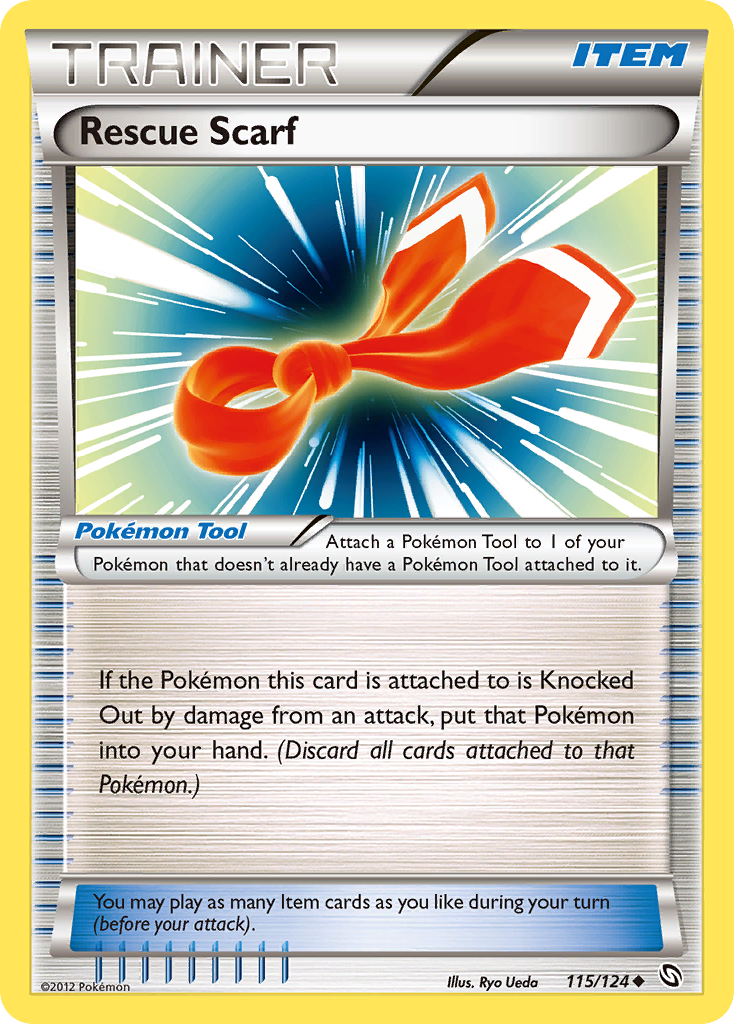 TRAINER
ITEM
Rescue Scarf
Pokémon Tool
Attach a Pokémon Tool to 1 of your
Pokémon that doesn't already have a Pokémon Tool attached to it.
If the Pokémon this card is attached to is Knocked
Out by damage from an attack, put that Pokémon
into your hand. (Discard all cards attached to that
Pokémon.)
You may play as many Item cards as you like during your turn
(before your attack).
©2012 Pokémon
Illus. Ryo Ueda
115/124